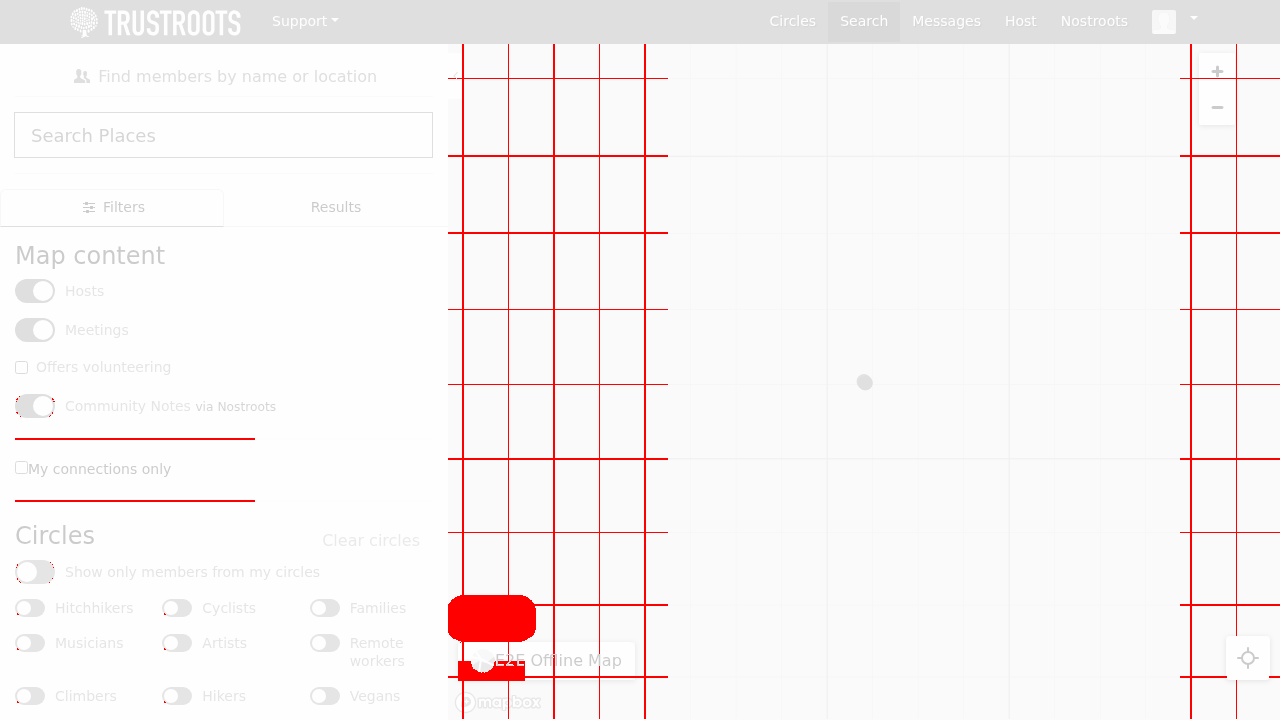 TRUSTROOTS
Support
Circles
Search
Messages
Host
Nostroots
Find members by name or location
Search Places
Filters
Results
Map content
Hosts
Meetings
Offers volunteering
Community Notes via Nostroots
My connections only
Circles
Clear circles
Show only members from my circles
Hitchhikers
Cyclists
Families
Musicians
Artists
Remote
workers
Climbers
Hikers
Vegans
+
−
E2E Offline Map
mapbox